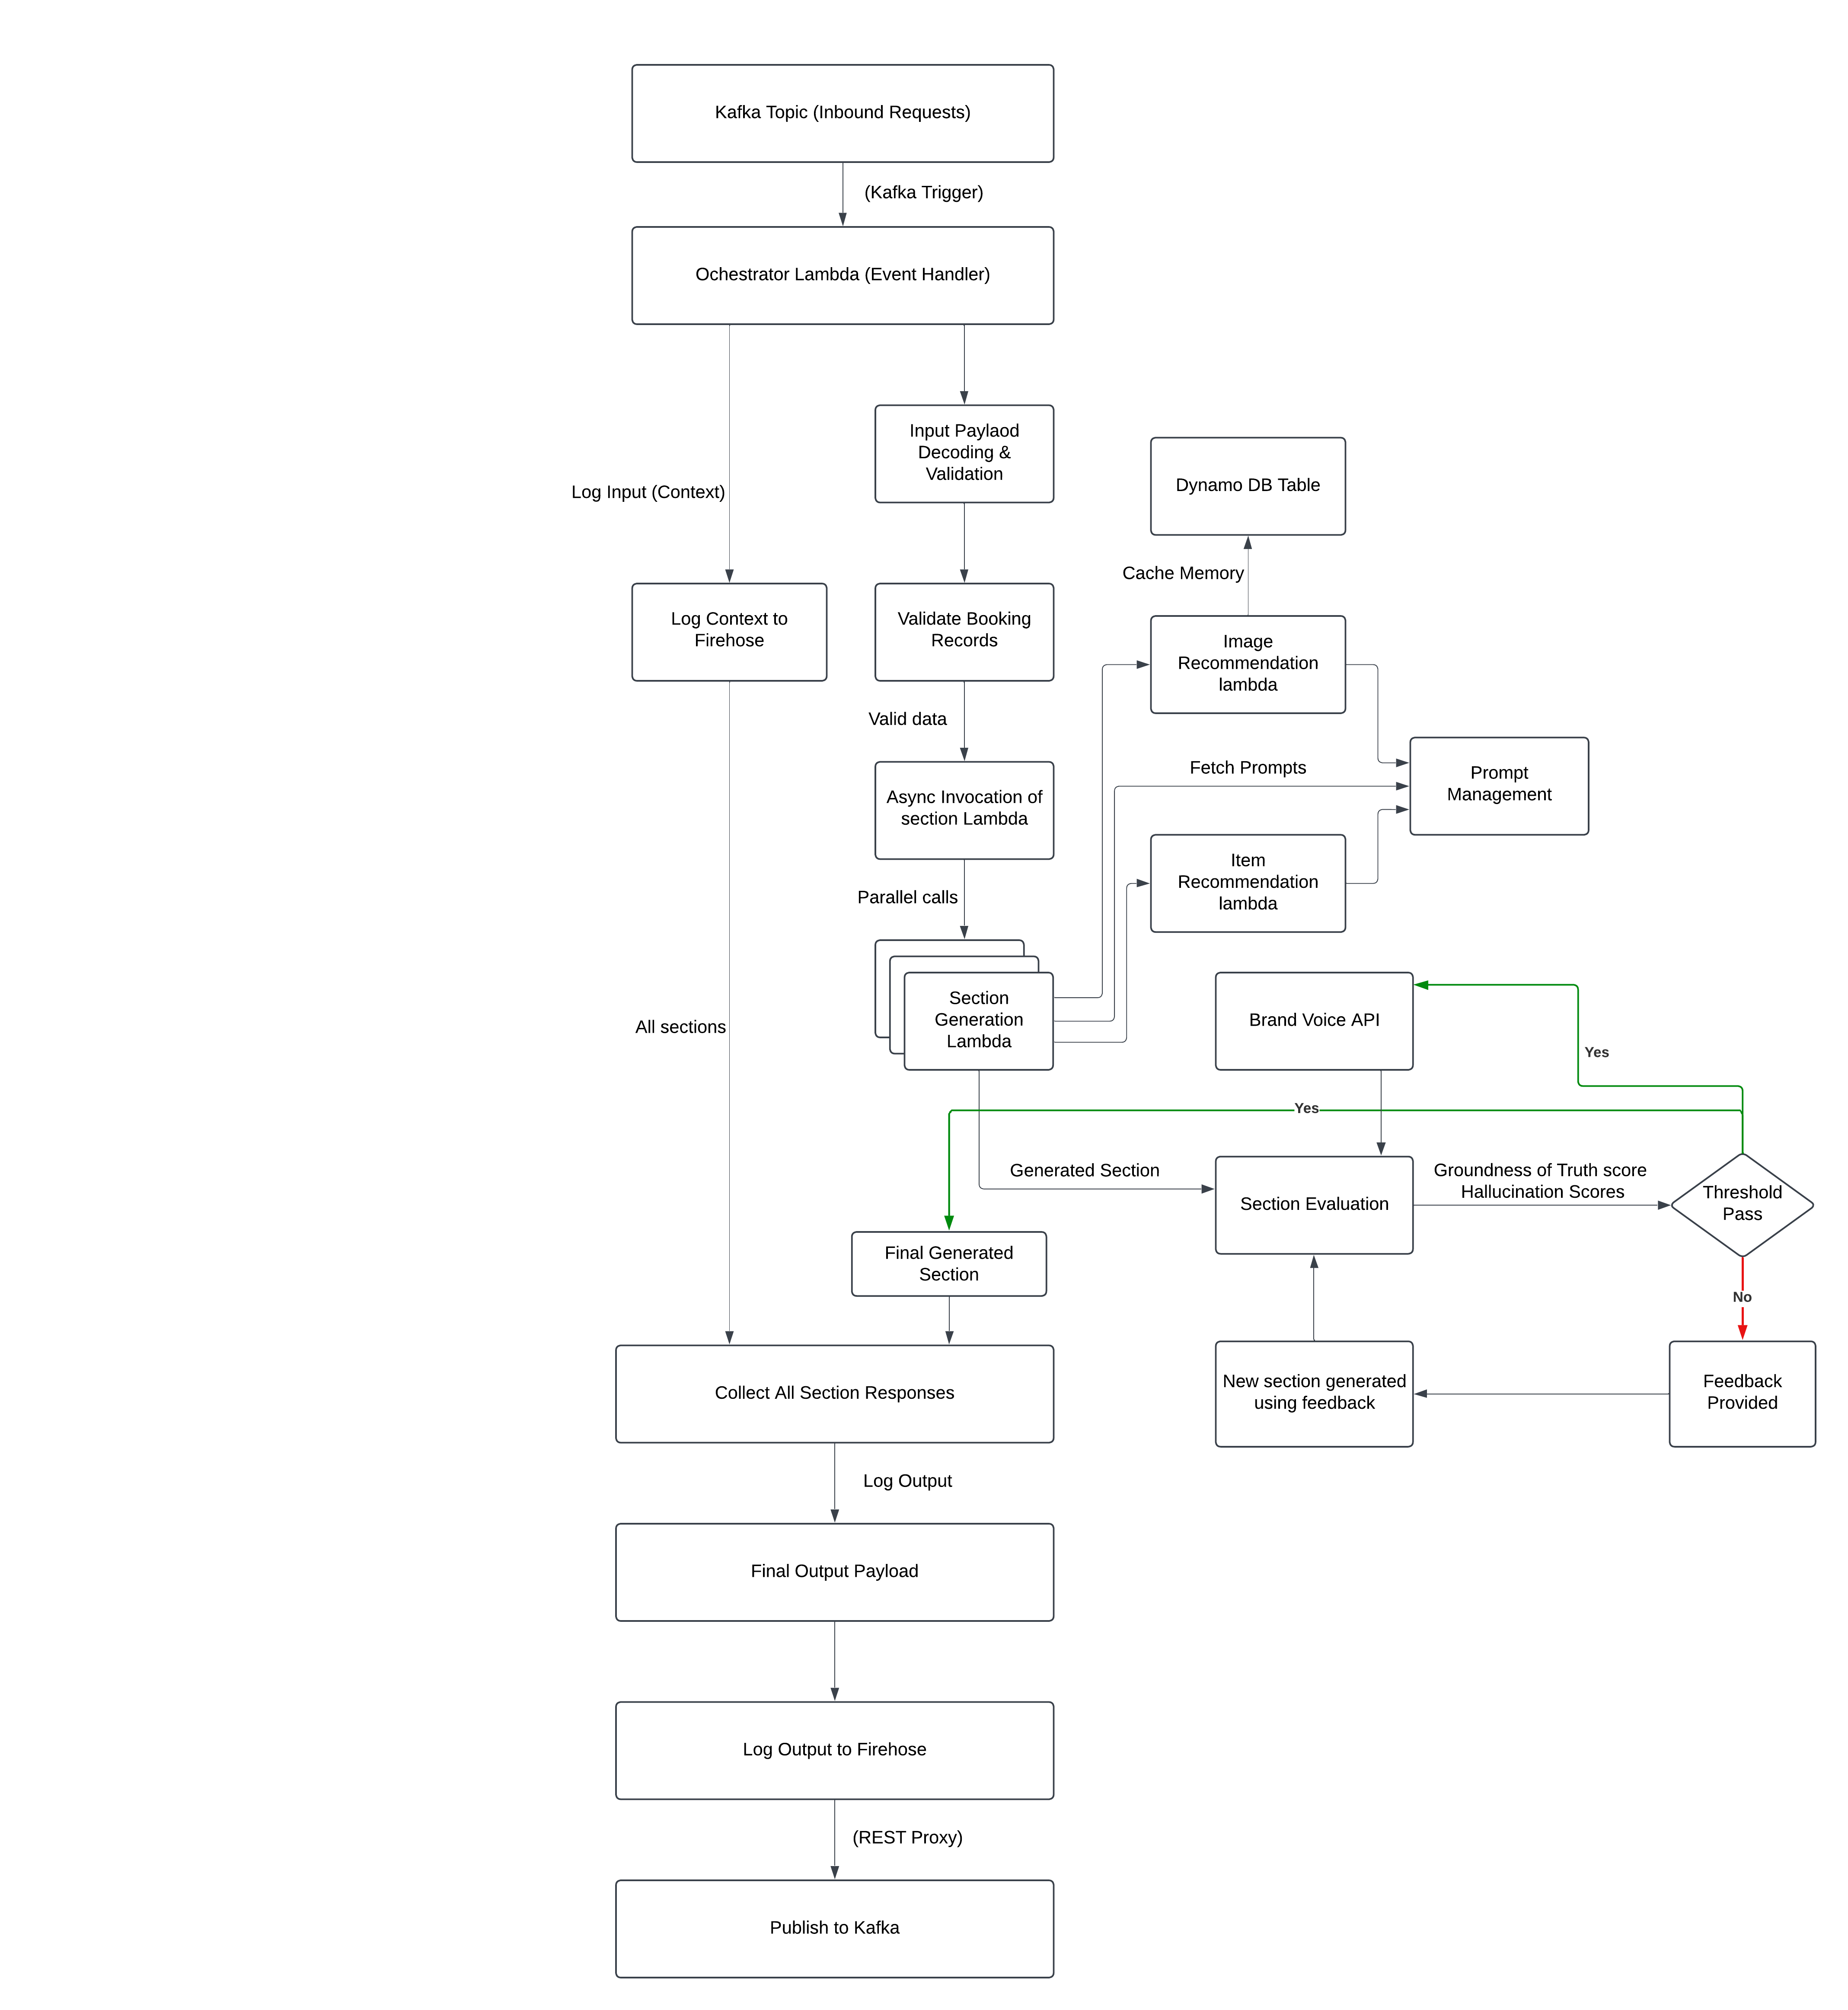 Kafka Topic (Inbound Requests)
(Kafka Trigger)
Ochestrator Lambda (Event Handler)
Input Paylaod
Decoding &
Validation
Log Input (Context)
Dynamo DB Table
Cache Memory
Log Context to
Firehose
Validate Booking
Records
Image
Recommendation
lambda
Valid data
Fetch Prompts
Prompt
Management
Async Invocation of
section Lambda
Item
Recommendation
lambda
Parallel calls
All sections
Section
Generation
Lambda
Brand Voice API
Yes
Yes
Generated Section
Section Evaluation
Groundness of Truth score
Hallucination Scores
Threshold
Pass
Final Generated
Section
No
Collect All Section Responses
New section generated
using feedback
Feedback
Provided
Log Output
Final Output Payload
Log Output to Firehose
(REST Proxy)
Publish to Kafka